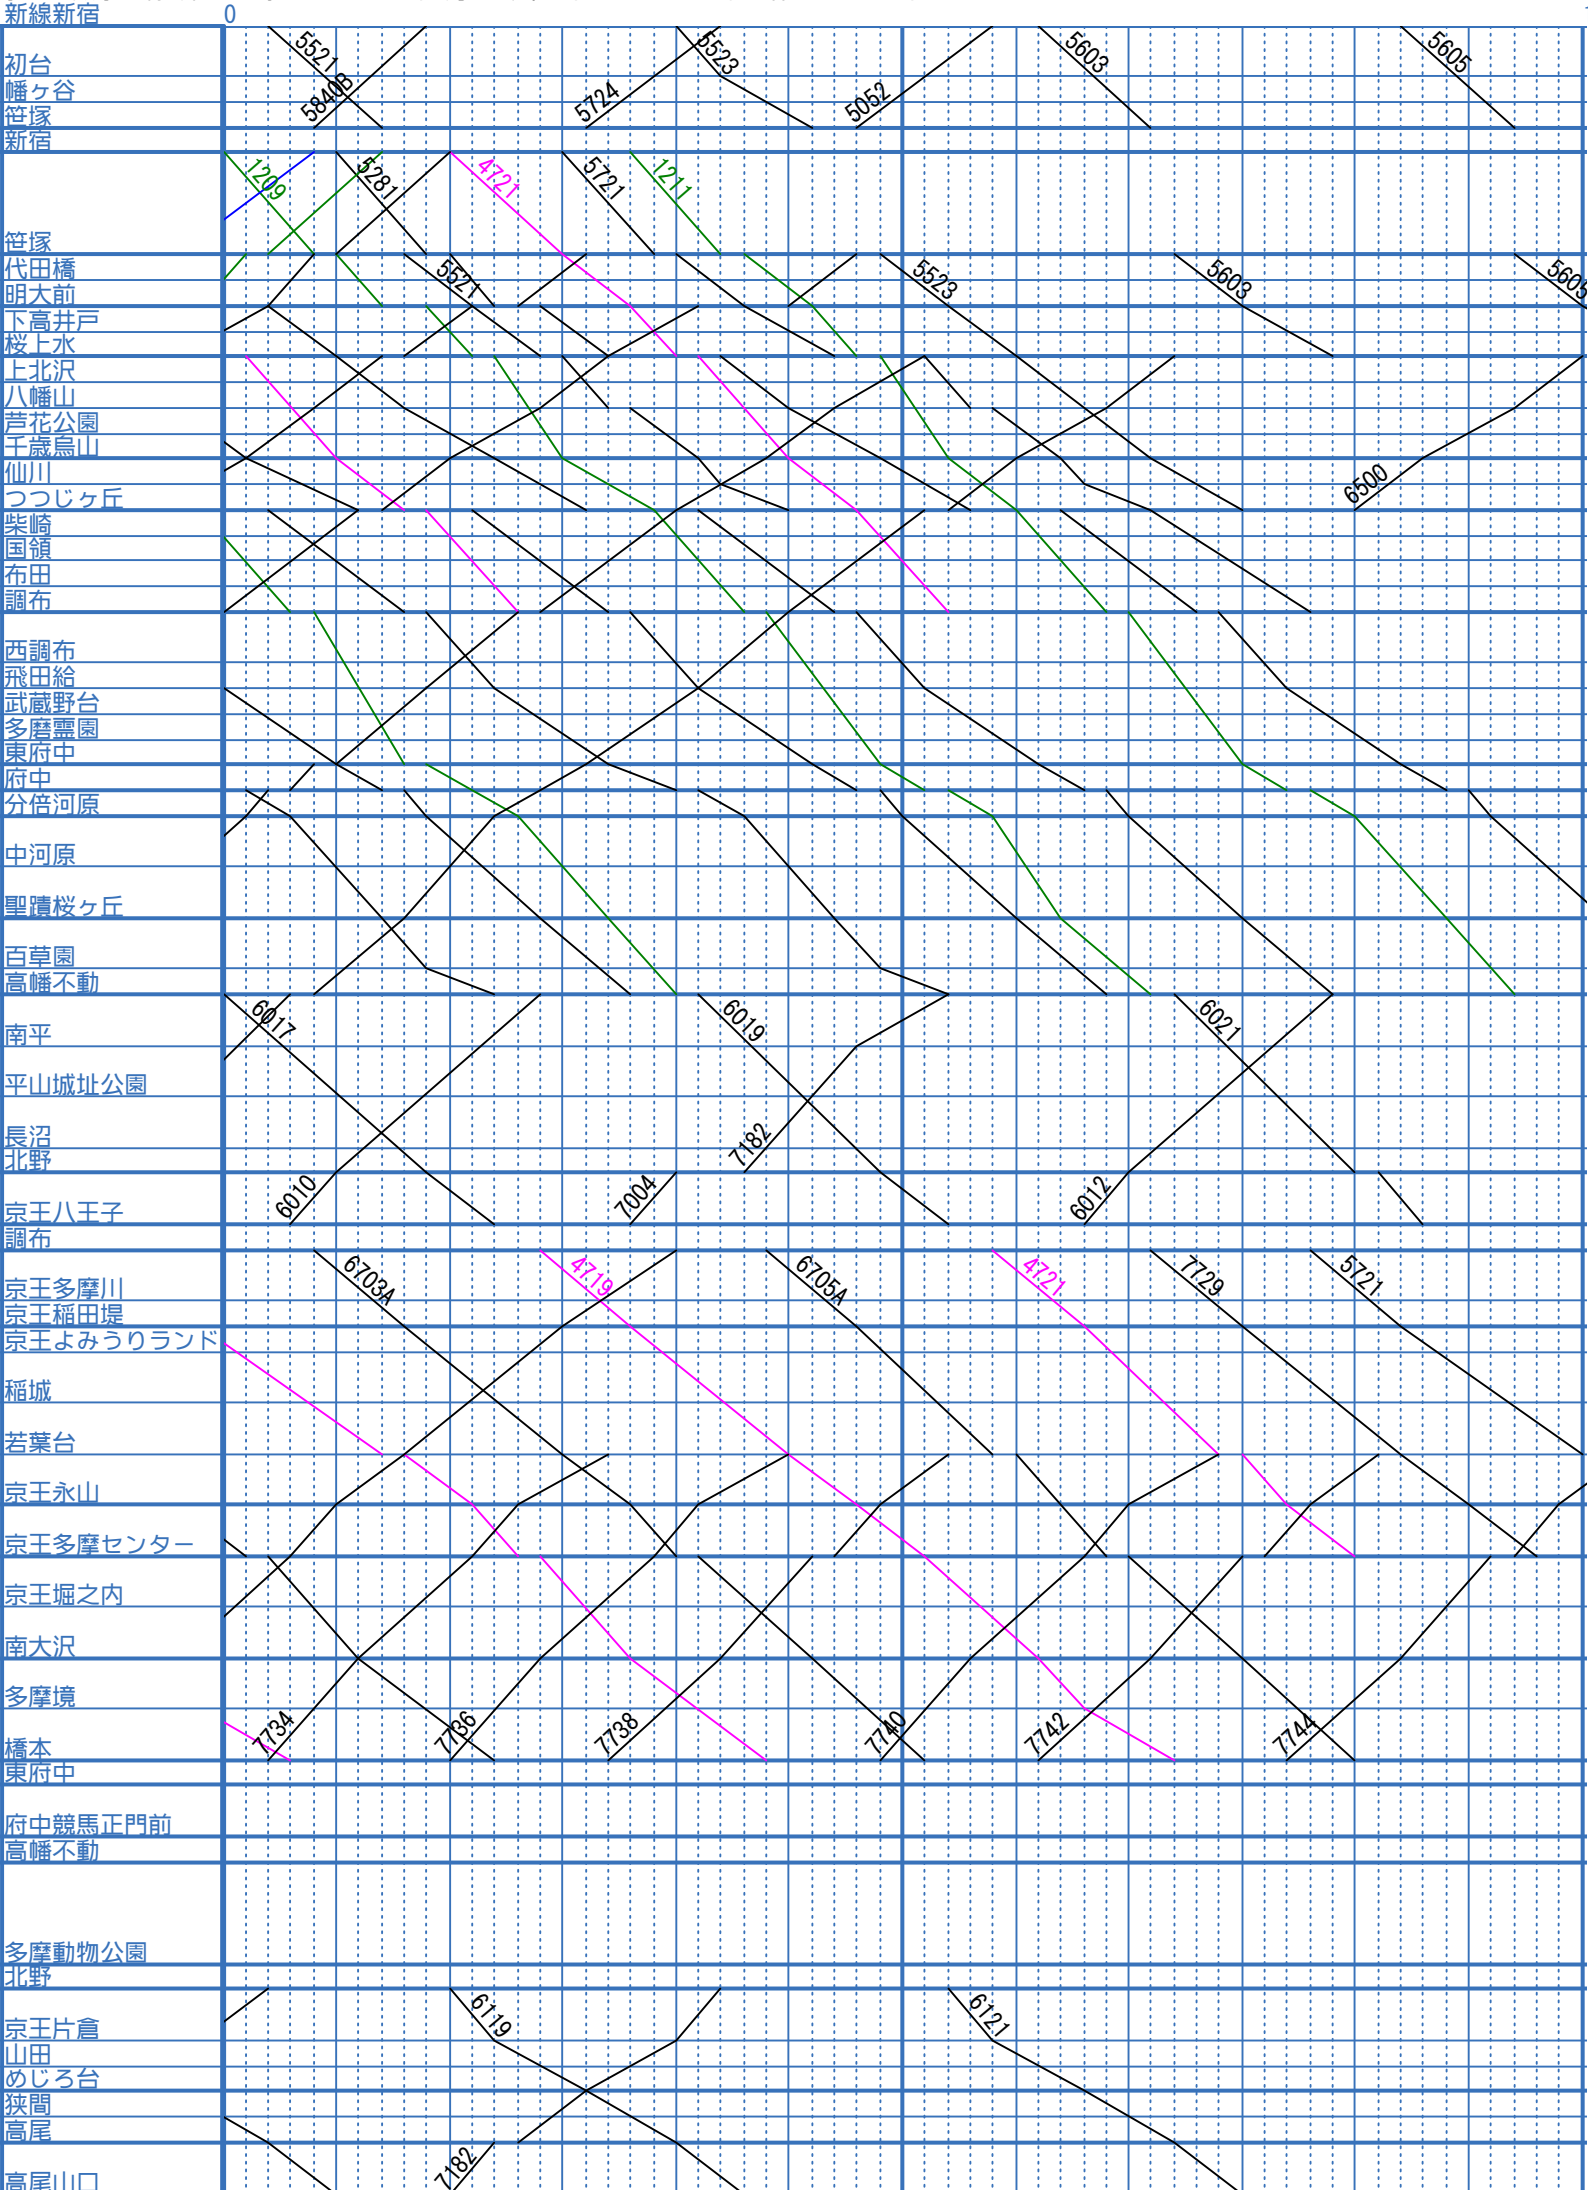 新線新宿 0
5521 5523 5603 5605
初台
幡ヶ谷 5840B 5724 5052
笹塚
新宿
1209 5281 4721 5721 1211
笹塚
代田橋 5521 5523 5603 5605
明大前
下高井戸
桜上水
上北沢
八幡山
芦花公園
千歳烏山
仙川 6500
つつじヶ丘
柴崎
国領
布田
調布
西調布
飛田給
武蔵野台
多磨霊園
東府中
府中
分倍河原
中河原
聖蹟桜ヶ丘
百草園
高幡不動
6017 6019 6021
南平
平山城址公園
長沼 7182
北野
6010 7004 6012
京王八王子
調布
6703A 4719 6705A 4721 7729 5721
京王多摩川
京王稲田堤
京王よみうりランド
稲城
若葉台
京王永山
京王多摩センター
京王堀之内
南大沢
多摩境
7734 7736 7738 7740 7742 7744
橋本
東府中
府中競馬正門前
高幡不動
多摩動物公園
北野
6119 6121
京王片倉
山田
めじろ台
狭間
高尾
7182
高尾山口